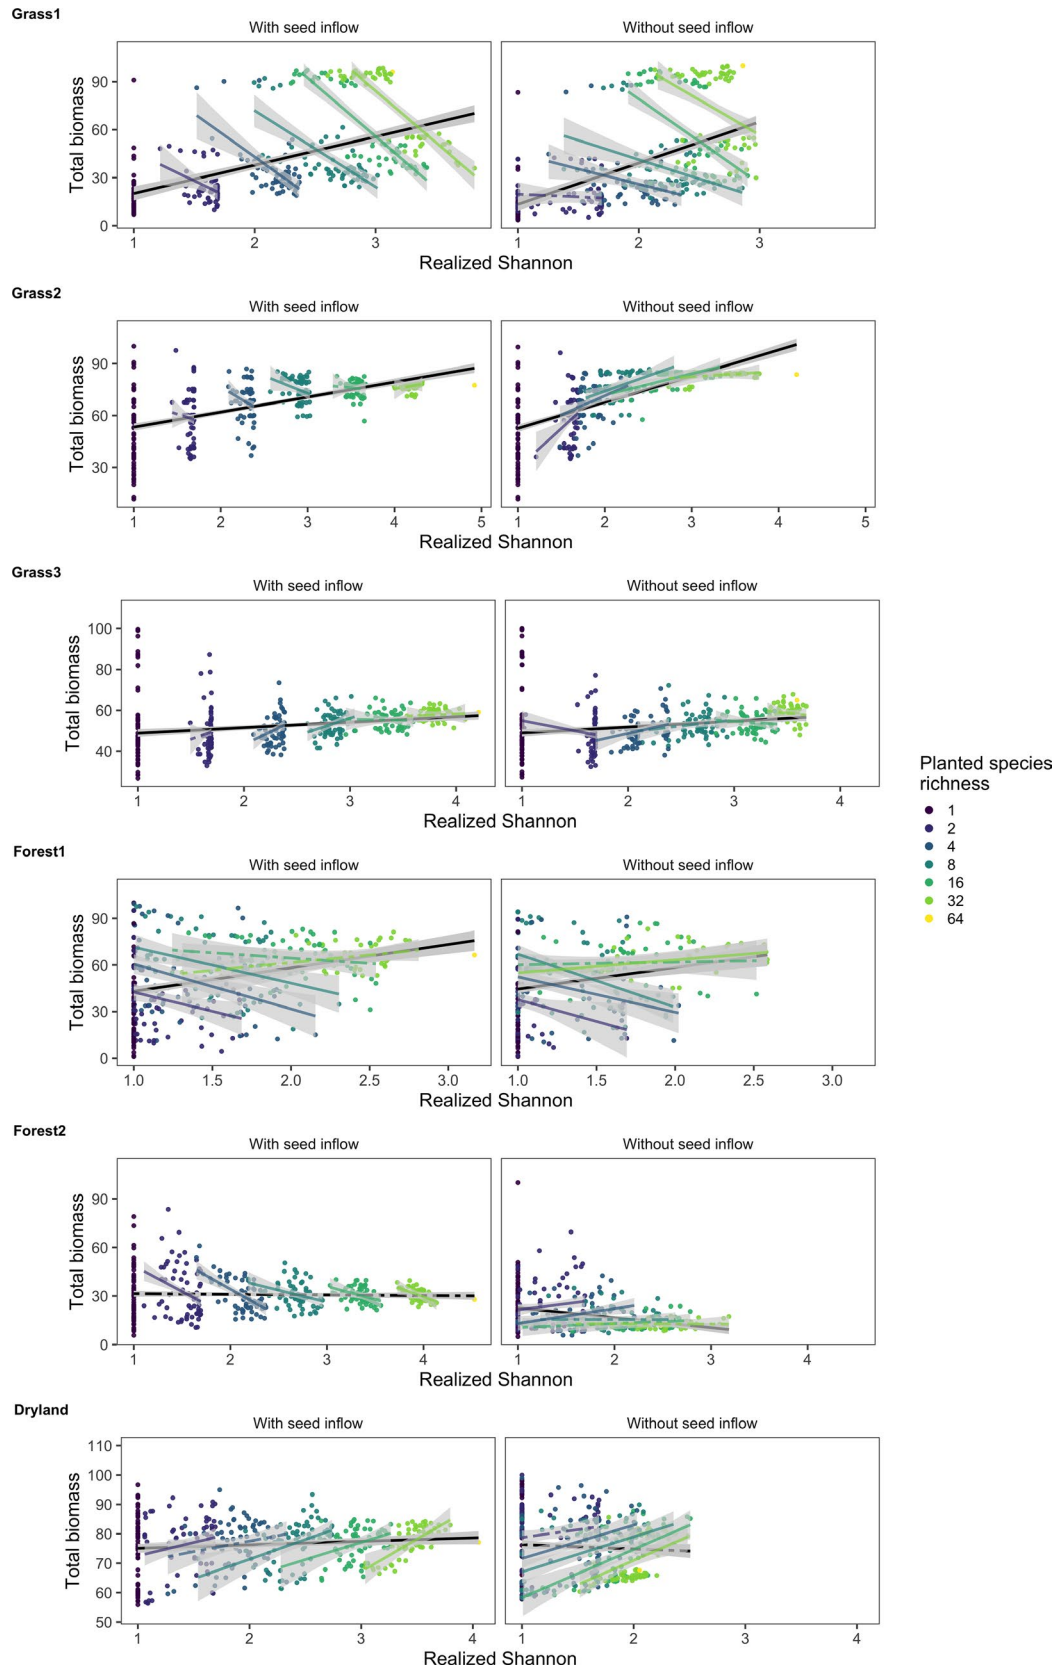 Grass1
With seed inflow
Without seed inflow
Total biomass
90
60
30
0
1 2 3
1 2 3
Realized Shannon
Grass2
With seed inflow
Without seed inflow
Total biomass
90
60
30
1 2 3 4 5
1 2 3 4 5
Realized Shannon
Grass3
With seed inflow
Without seed inflow
Total biomass
100
80
60
40
1 2 3 4
1 2 3 4
Realized Shannon
Planted species
richness
1
2
4
8
16
32
64
Forest1
With seed inflow
Without seed inflow
Total biomass
90
60
30
0
1.0 1.5 2.0 2.5 3.0
1.0 1.5 2.0 2.5 3.0
Realized Shannon
Forest2
With seed inflow
Without seed inflow
Total biomass
90
60
30
0
1 2 3 4
1 2 3 4
Realized Shannon
Dryland
With seed inflow
Without seed inflow
Total biomass
110
100
90
80
70
60
50
1 2 3 4
1 2 3 4
Realized Shannon